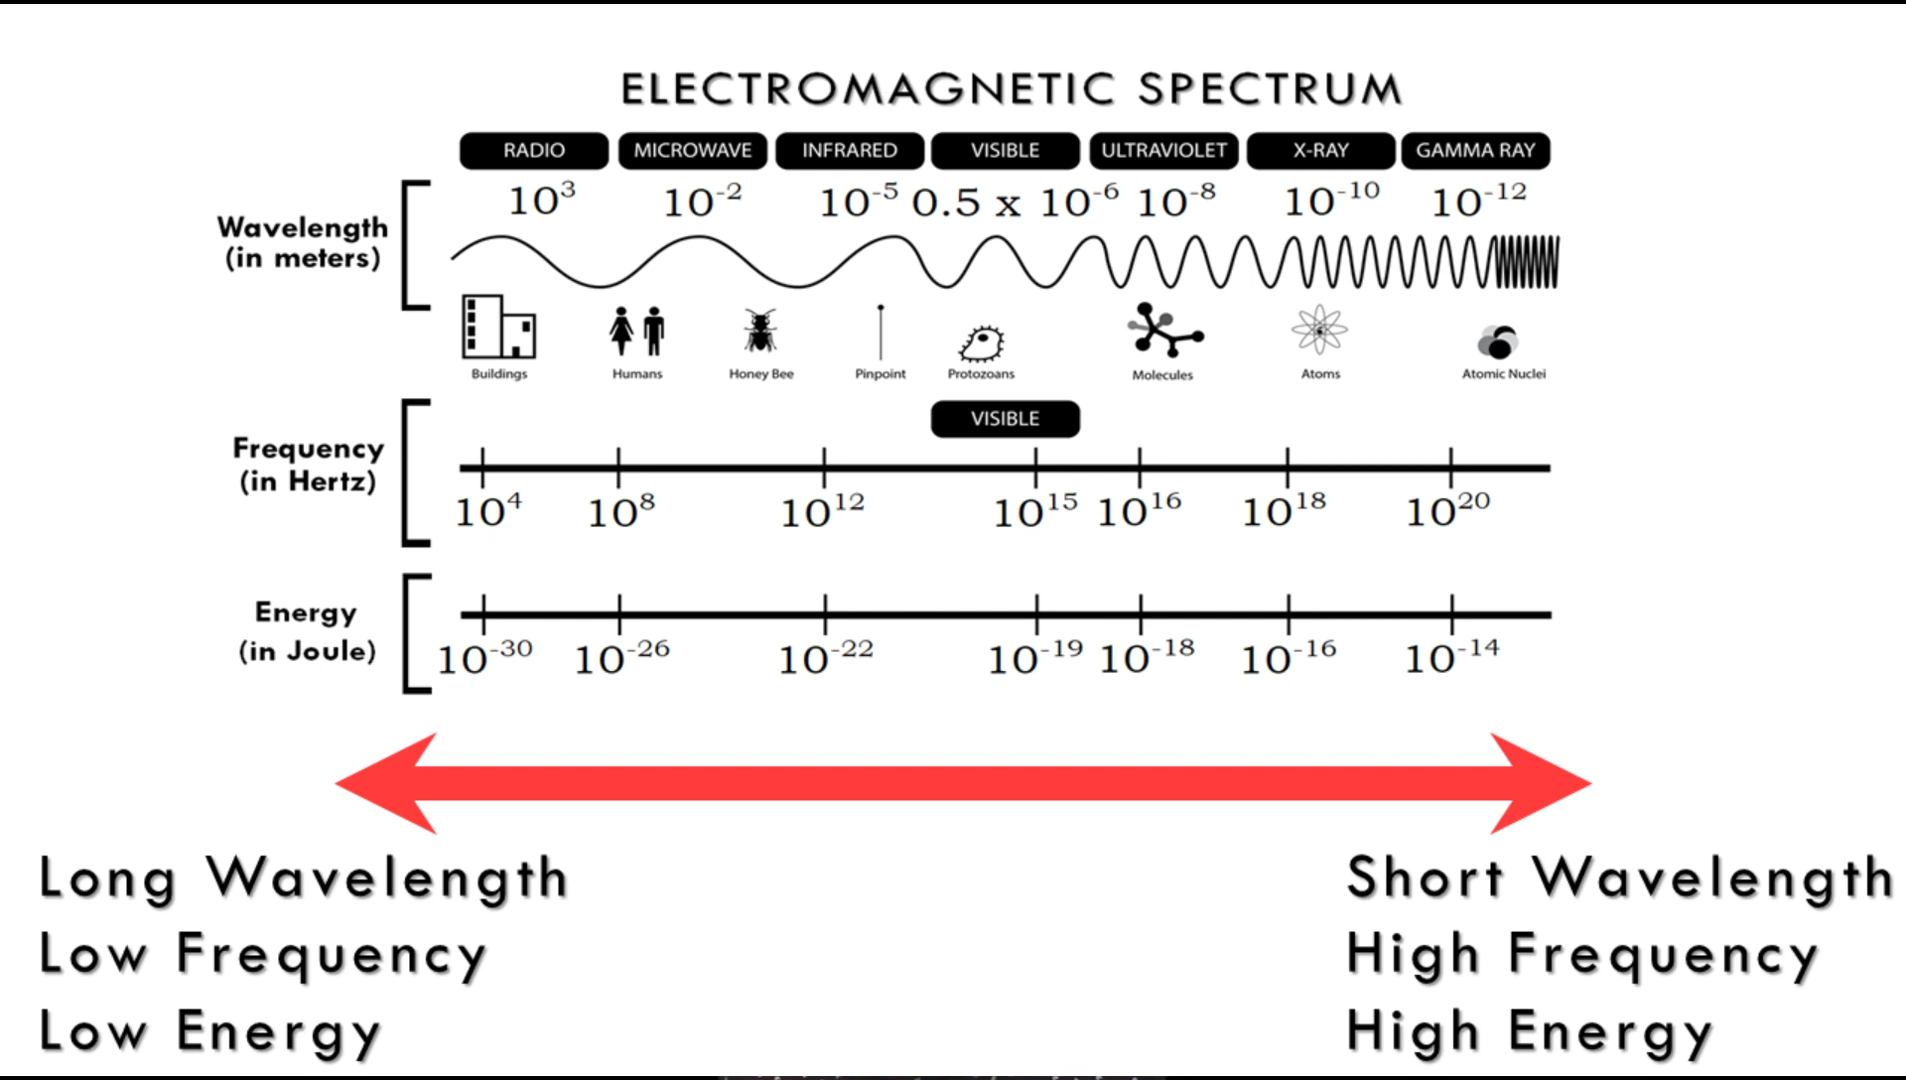 ELECTROMAGNETIC SPECTRUM
RADIO MICROWAVE INFRARED VISIBLE ULTRAVIOLET X-RAY GAMMA RAY
Wavelength
(in meters)
10³ 10⁻² 10⁻⁵ 0.5 x 10⁻⁶ 10⁻⁸ 10⁻¹⁰ 10⁻¹²
Buildings Humans Honey Bee Pinpoint Protozoans Molecules Atoms Atomic Nuclei
VISIBLE
Frequency
(in Hertz)
10⁴ 10⁸ 10¹² 10¹⁵ 10¹⁶ 10¹⁸ 10²⁰
Energy
(in Joule)
10⁻³⁰ 10⁻²⁶ 10⁻²² 10⁻¹⁹ 10⁻¹⁸ 10⁻¹⁶ 10⁻¹⁴
Long Wavelength
Low Frequency
Low Energy
Short Wavelength
High Frequency
High Energy